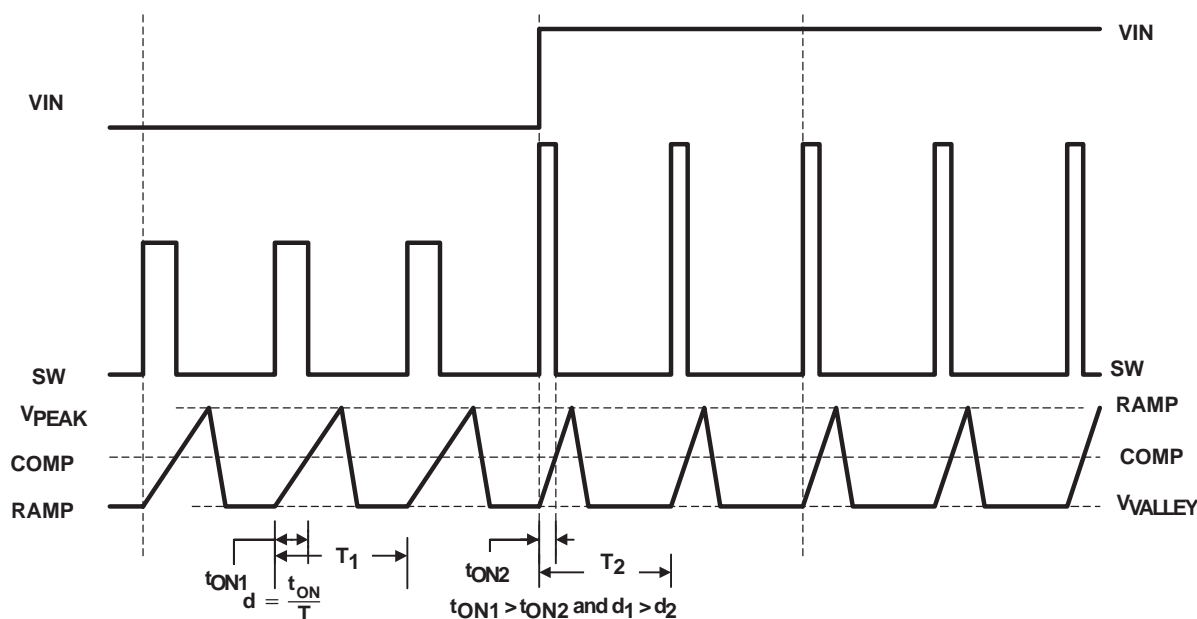 VIN
VIN
SW
SW
VPEAK
RAMP
COMP
COMP
RAMP
VVALLEY
tON1
T1
tON2
T2
d = tON/T
tON1 > tON2 and d1 > d2